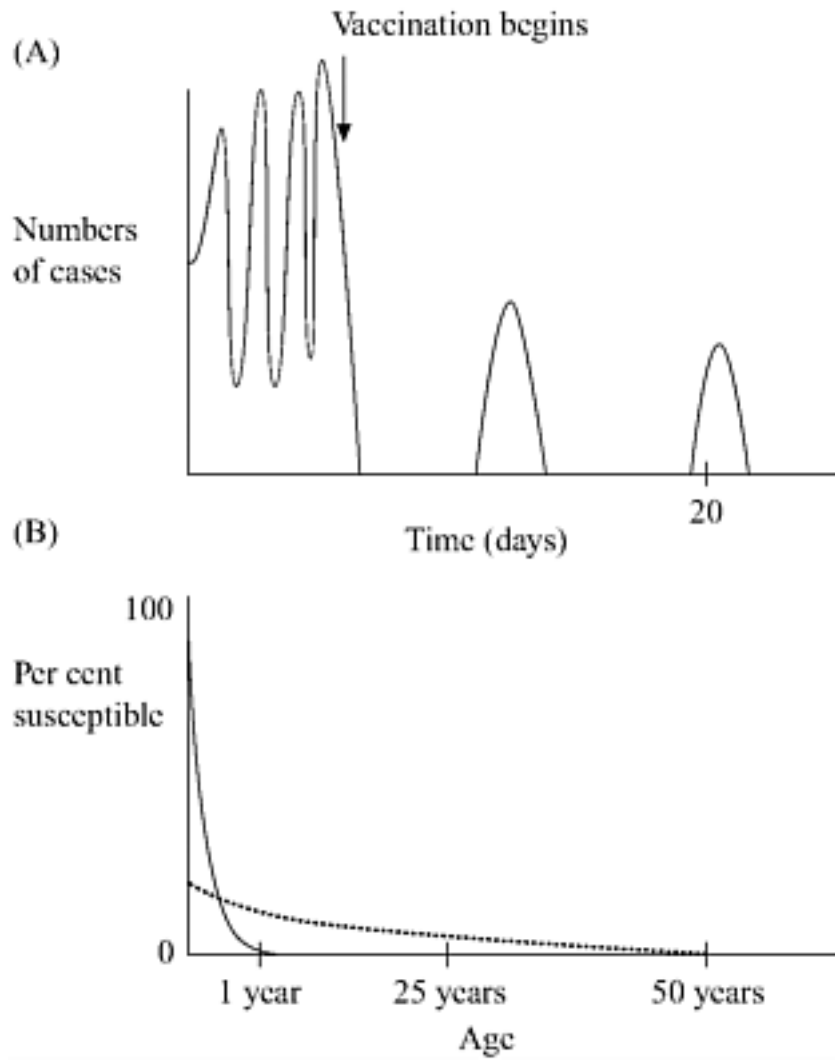 Vaccination begins
(A)
Numbers
of cases
20
Time (days)
(B)
100
Per cent
susceptible
0
1 year
25 years
50 years
Age